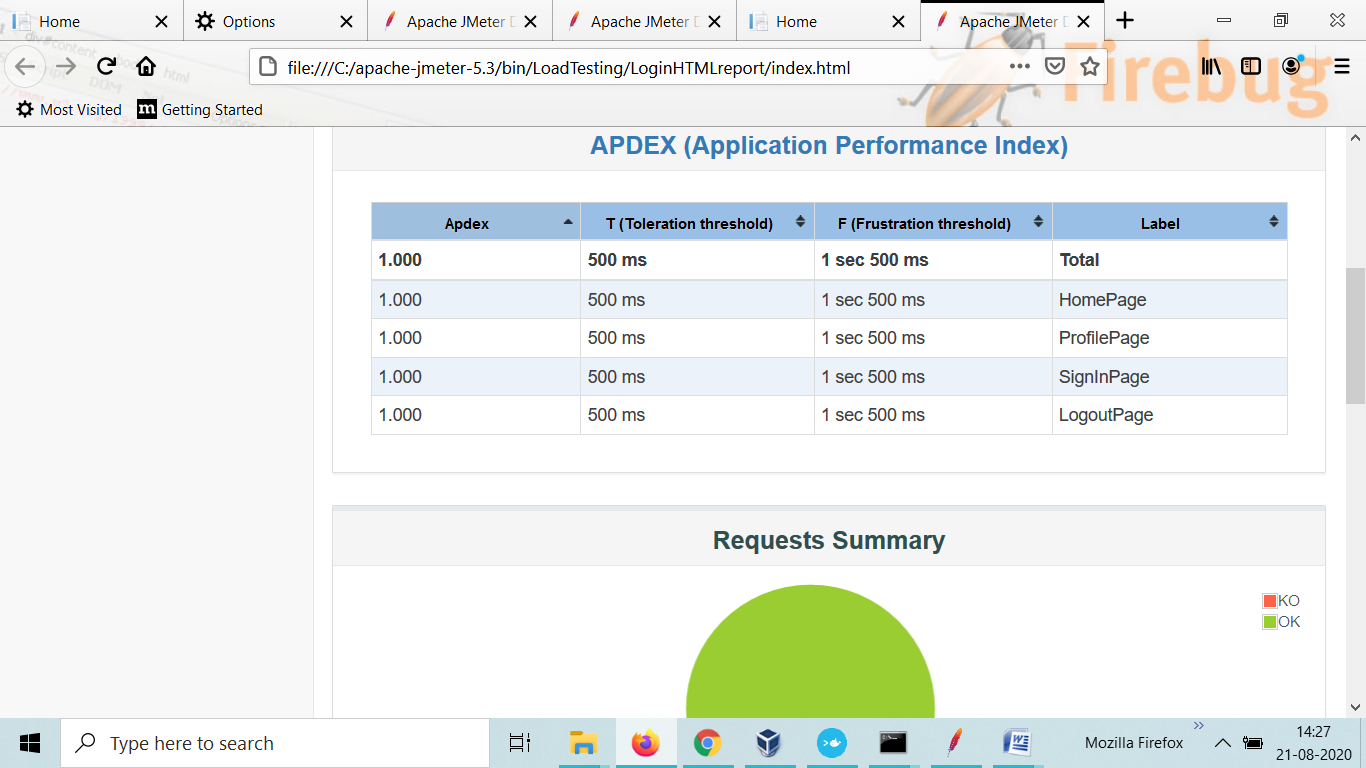 Home Options Apache JMeter D Apache JMeter D Home Apache JMeter D
file:///C:/apache-jmeter-5.3/bin/LoadTesting/LoginHTMLreport/index.html
Firebug
Most Visited m Getting Started
APDEX (Application Performance Index)
Apdex T (Toleration threshold) F (Frustration threshold) Label
1.000 500 ms 1 sec 500 ms Total
1.000 500 ms 1 sec 500 ms HomePage
1.000 500 ms 1 sec 500 ms ProfilePage
1.000 500 ms 1 sec 500 ms SignInPage
1.000 500 ms 1 sec 500 ms LogoutPage
Requests Summary
KO
OK
Type here to search
Mozilla Firefox
14:27
21-08-2020